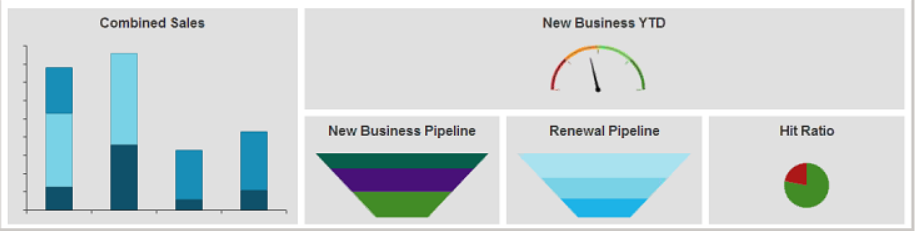 Combined Sales
New Business YTD
New Business Pipeline
Renewal Pipeline
Hit Ratio